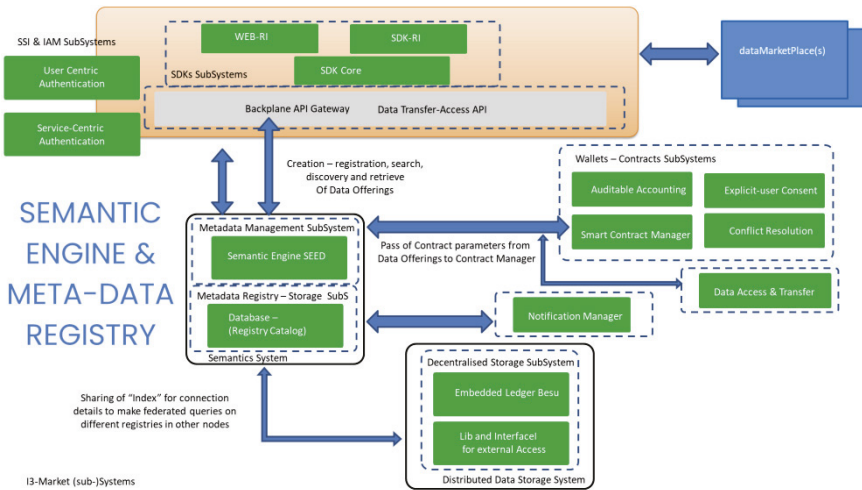 SSI & IAM SubSystems
User Centric
Authentication
Service-Centric
Authentication
WEB-RI
SDK-RI
SDK Core
SDKs SubSystems
Backplane API Gateway
Data Transfer-Access API
dataMarketPlace(s)
Creation – registration, search,
discovery and retrieve
Of Data Offerings
Wallets – Contracts SubSystems
Auditable Accounting
Explicit-user Consent
Smart Contract Manager
Conflict Resolution
SEMANTIC
ENGINE &
META-DATA
REGISTRY
Metadata Management SubSystem
Semantic Engine SEED
Pass of Contract parameters from
Data Offerings to Contract Manager
Data Access & Transfer
Metadata Registry – Storage SubS
Database –
(Registry Catalog)
Semantics System
Notification Manager
Decentralised Storage SubSystem
Embedded Ledger Besu
Lib and Interfacel
for external Access
Distributed Data Storage System
Sharing of “Index” for connection
details to make federated queries on
different registries in other nodes
I3-Market (sub-)Systems